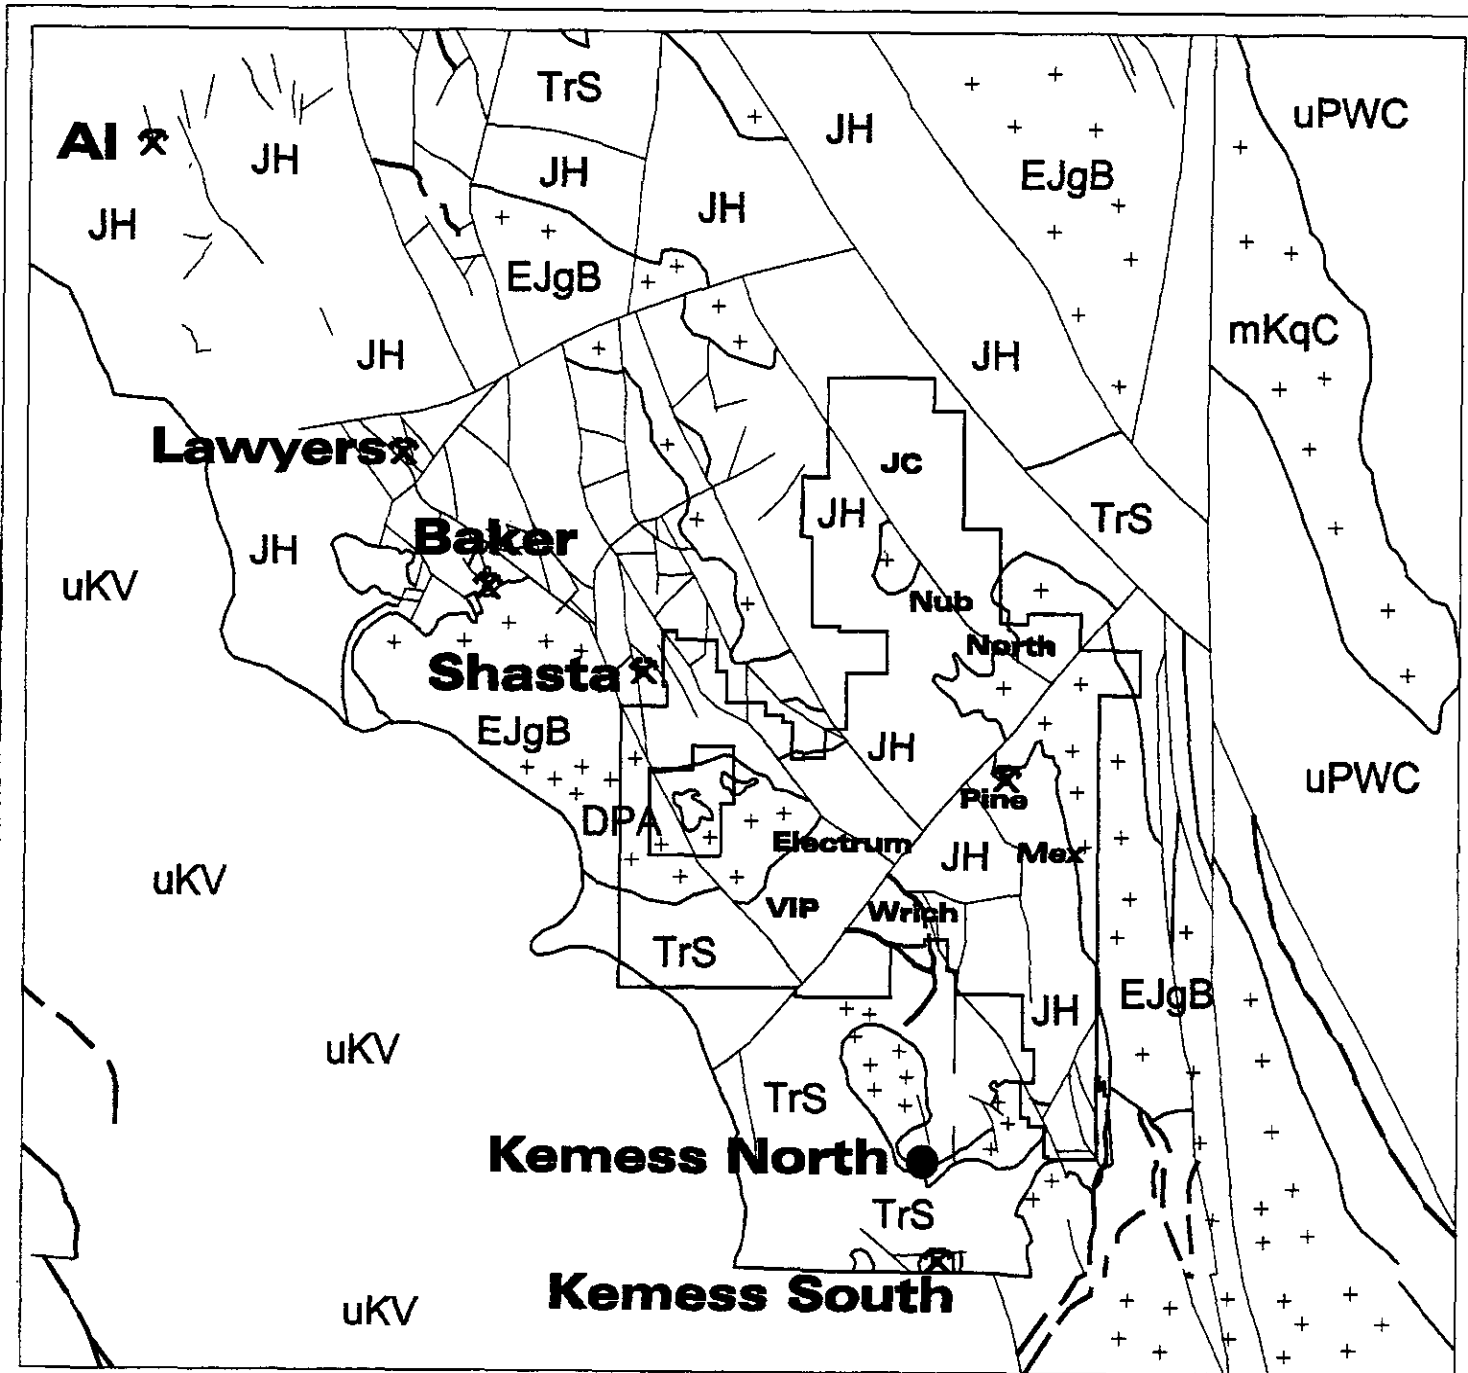 TrS
uPWC
JH
Al
JH
JH
EJgB
JH
JH
EJgB
mKqC
JH
JH
Lawyers
JC
JH
TrS
Baker
JH
uKV
Nub
North
Shasta
EJgB
JH
uPWC
Pine
DPA
Electrum
JH
Mex
uKV
VIP
Wrich
TrS
EJgB
JH
uKV
TrS
Kemess North
TrS
Kemess South
uKV